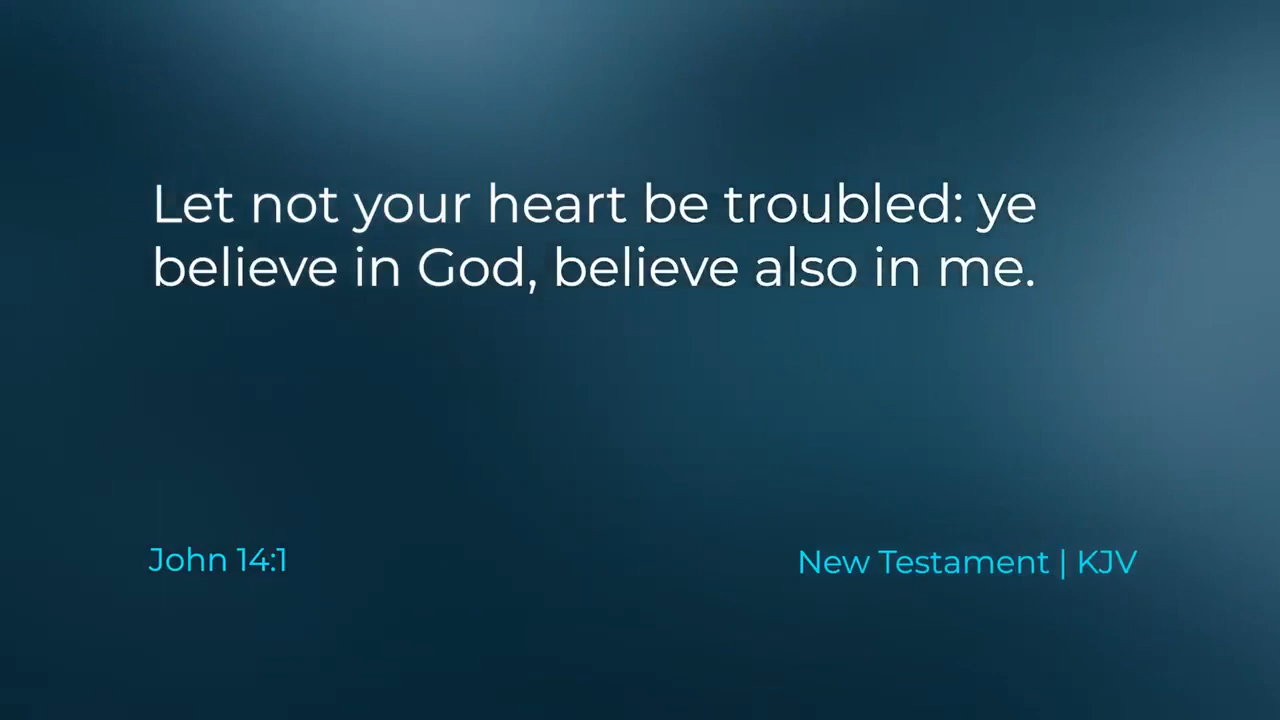 Let not your heart be troubled: ye
believe in God, believe also in me.
John 14:1
New Testament | KJV